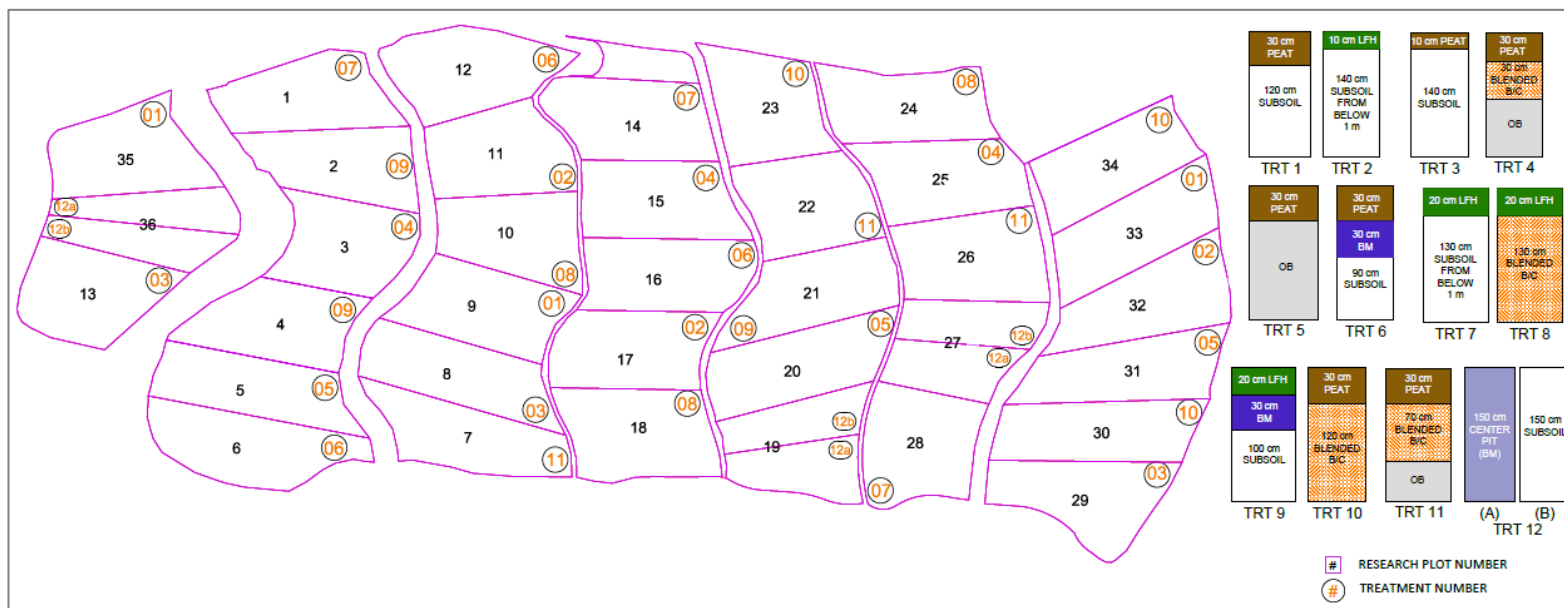 07
1
2
09
3
04
4
09
5
05
6
06
01
35
12a
12b
36
13
03
12
06
11
02
10
08
9
01
8
03
7
11
14
07
15
04
16
06
17
02
18
08
10
23
22
11
21
09
05
20
12b
19
12a
24
08
04
25
11
26
27
12b
12a
28
07
10
34
01
33
02
32
05
31
10
30
03
29
30 cm
PEAT
120 cm
SUBSOIL
TRT 1
10 cm LFH
140 cm
SUBSOIL
FROM
BELOW
1 m
TRT 2
10 cm PEAT
140 cm
SUBSOIL
TRT 3
30 cm
PEAT
30 cm
BLENDED
B/C
OB
TRT 4
30 cm
PEAT
OB
TRT 5
30 cm
PEAT
30 cm
BM
90 cm
SUBSOIL
TRT 6
20 cm LFH
130 cm
SUBSOIL
FROM
BELOW
1 m
TRT 7
20 cm LFH
130 cm
BLENDED
B/C
TRT 8
20 cm LFH
30 cm
BM
100 cm
SUBSOIL
TRT 9
30 cm
PEAT
120 cm
BLENDED
B/C
TRT 10
30 cm
PEAT
70 cm
BLENDED
B/C
OB
TRT 11
150 cm
CENTER
PIT
(BM)
(A)
150 cm
SUBSOIL
(B)
TRT 12
# RESEARCH PLOT NUMBER
# TREATMENT NUMBER